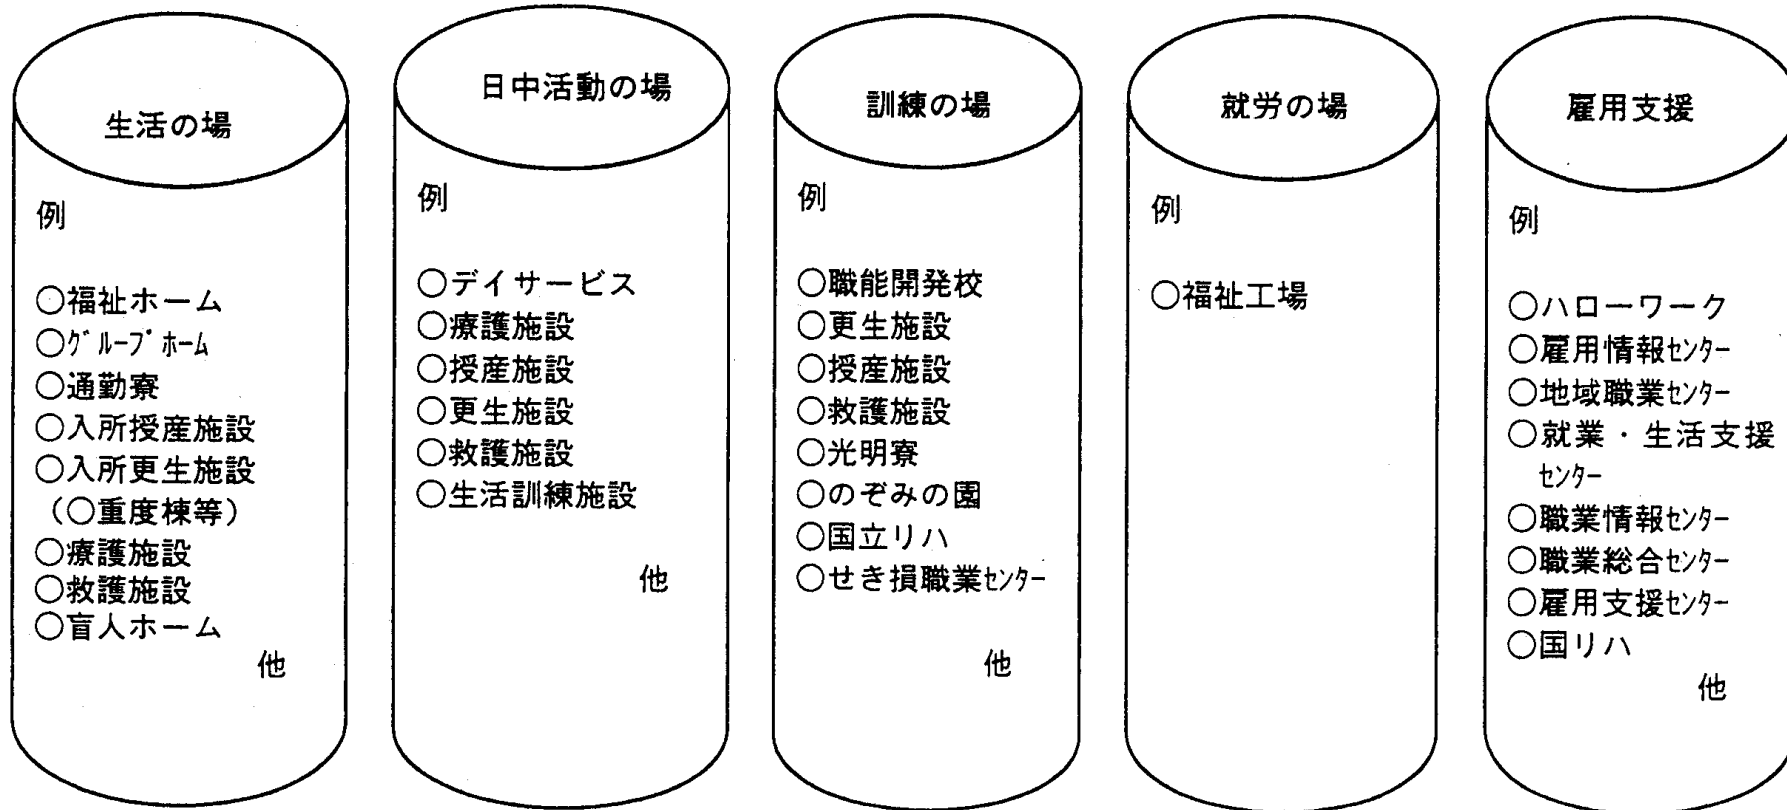 生活の場
例
○福祉ホーム
○グループホーム
○通勤寮
○入所授産施設
○入所更生施設
（○重度棟等）
○療護施設
○救護施設
○盲人ホーム
他
日中活動の場
例
○デイサービス
○療護施設
○授産施設
○更生施設
○救護施設
○生活訓練施設
他
訓練の場
例
○職能開発校
○更生施設
○授産施設
○救護施設
○光明寮
○のぞみの園
○国立リハ
○せき損職業センター
他
就労の場
例
○福祉工場
雇用支援
例
○ハローワーク
○雇用情報センター
○地域職業センター
○就業・生活支援
センター
○職業情報センター
○職業総合センター
○雇用支援センター
○国リハ
他